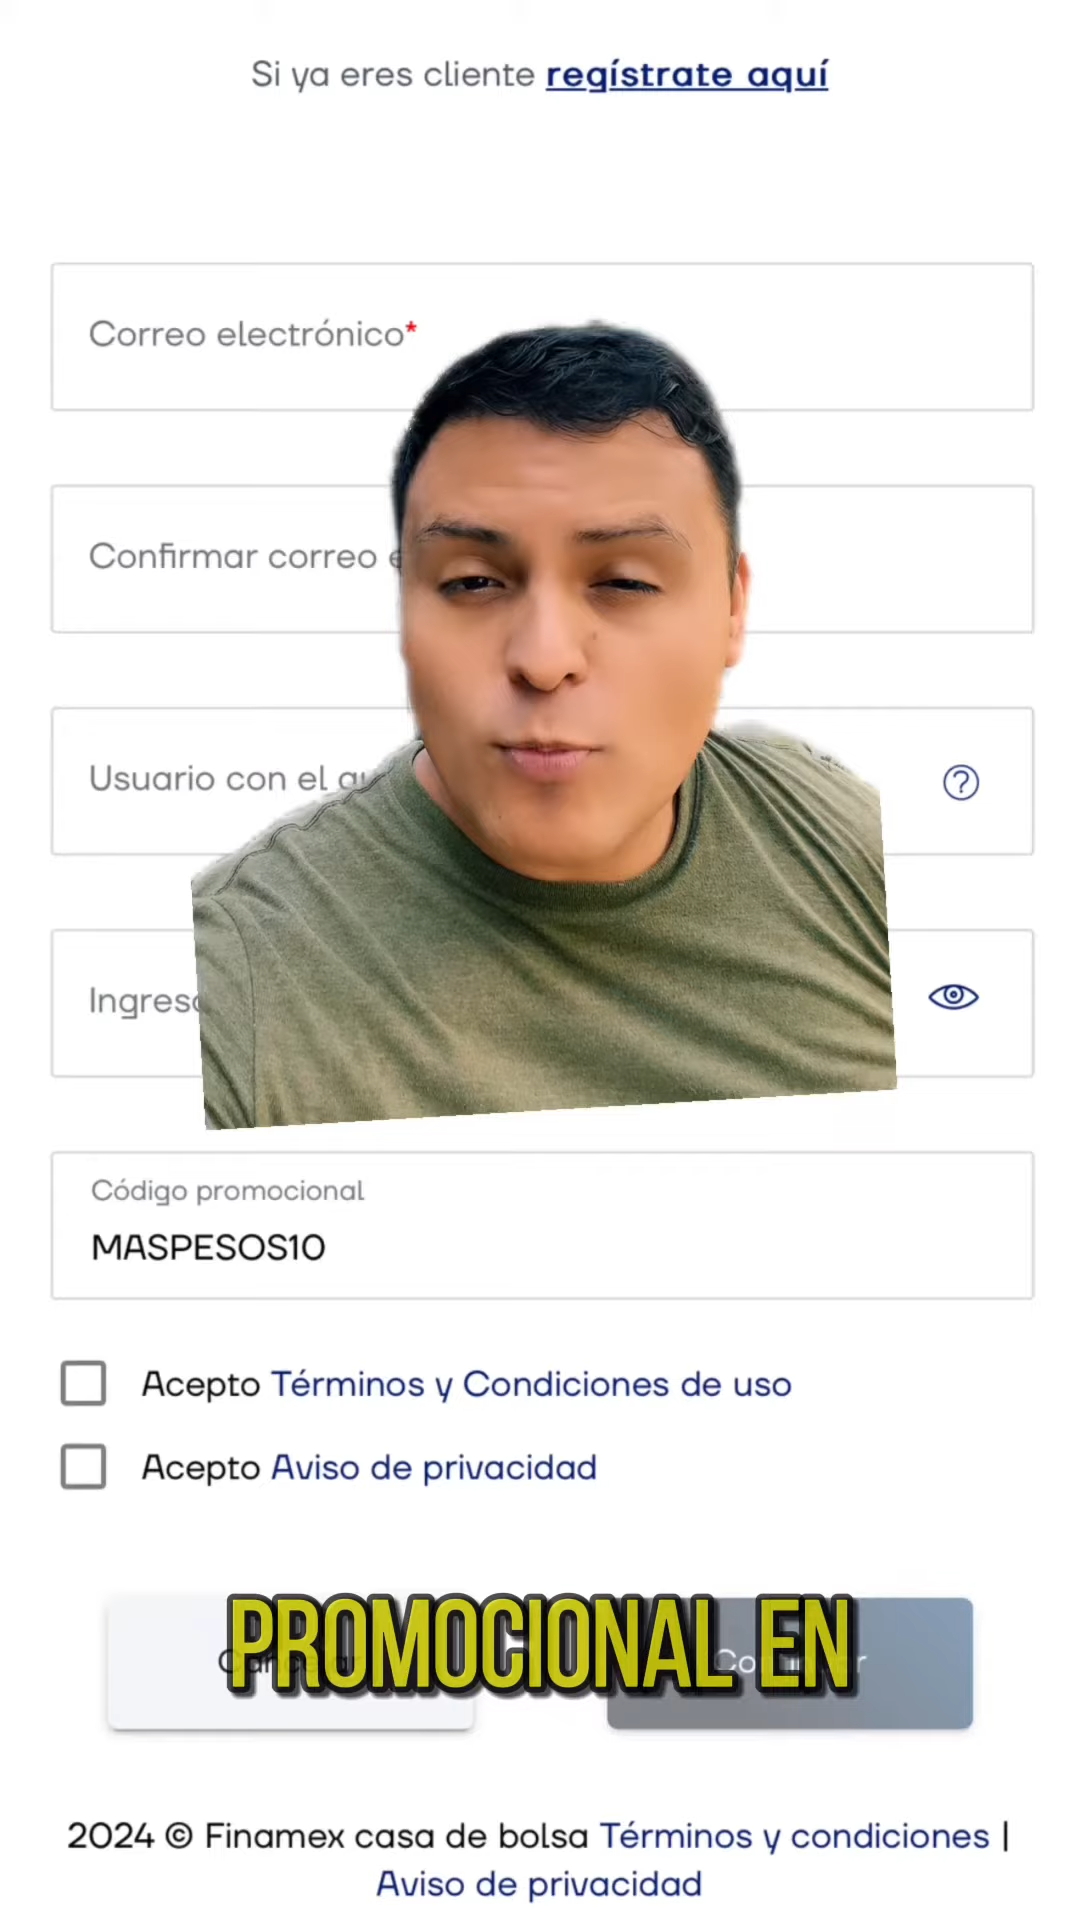 Si ya eres cliente regístrate aquí
Correo electrónico*
Confirmar correo
Usuario con el
Código promocional
MASPESOS10
Acepto Términos y Condiciones de uso
Acepto Aviso de privacidad
PROMOCIONAL EN
2024 © Finamex casa de bolsa Términos y condiciones |
Aviso de privacidad